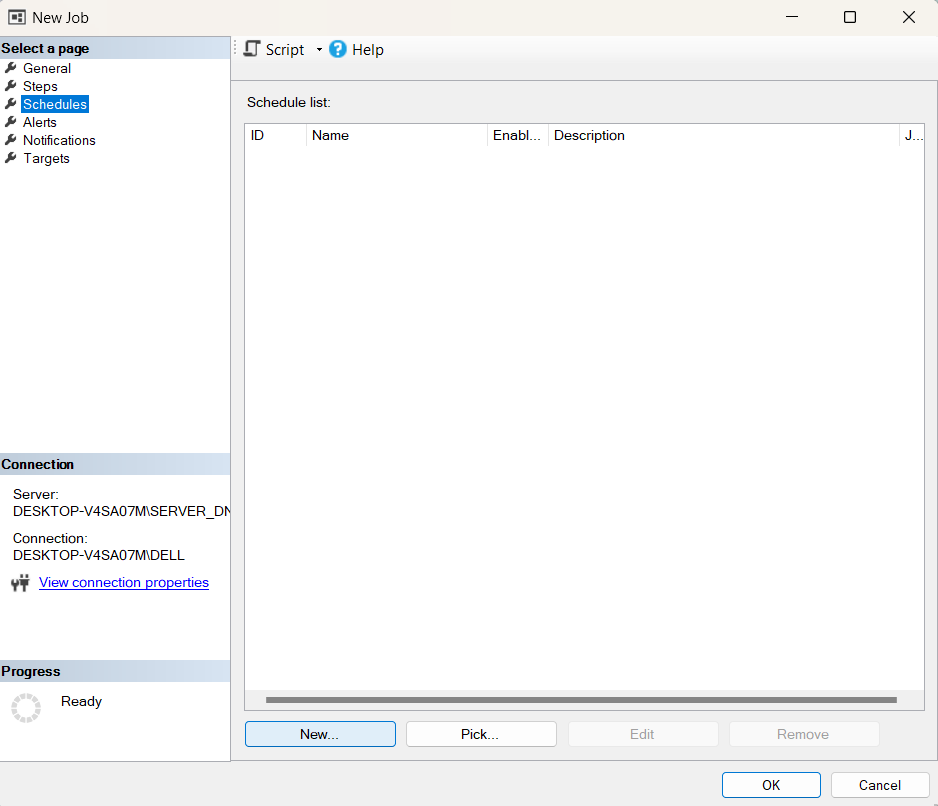 New Job
Select a page
General
Steps
Schedules
Alerts
Notifications
Targets
Script
Help
Schedule list:
ID Name Enabl... Description J...
Connection
Server:
DESKTOP-V4SA07M\SERVER_DN
Connection:
DESKTOP-V4SA07M\DELL
View connection properties
Progress
Ready
New... Pick... Edit Remove
OK Cancel